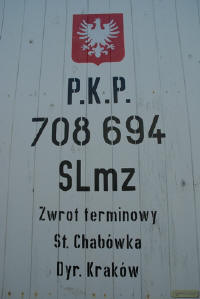 P.K.P.
708 694
SLmz
Zwrot terminowy
St. Chabówka
Dyr. Kraków